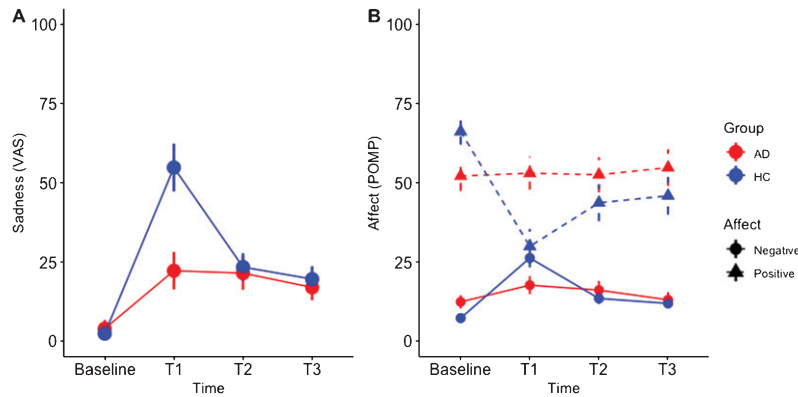 A
100
75
50
25
0
Sadness (VAS)
Baseline T1 T2 T3
Time
B
100
75
50
25
0
Affect (POMP)
Baseline T1 T2 T3
Time
Group
AD
HC
Affect
Negative
Positive